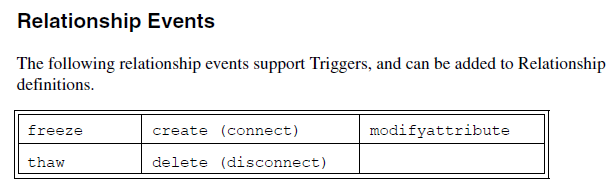 Relationship Events
The following relationship events support Triggers, and can be added to Relationship
definitions.
freeze create (connect) modifyattribute
thaw delete (disconnect)